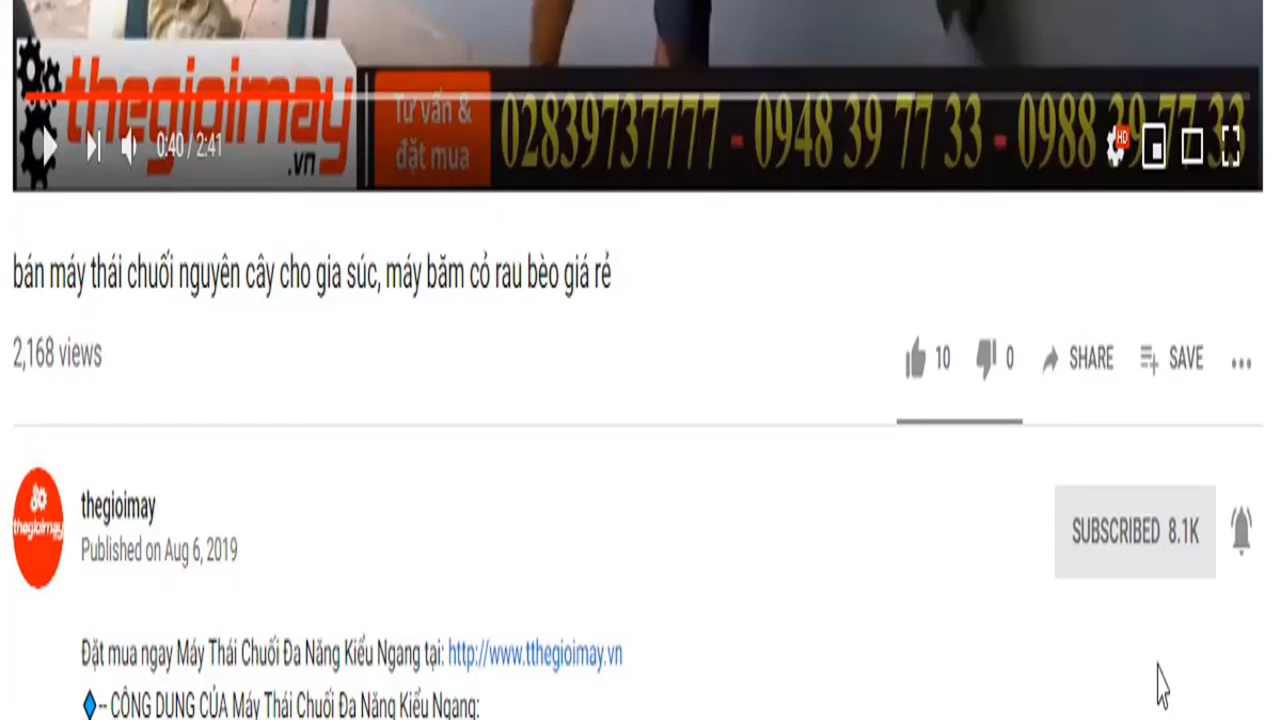 thegioimay
.vn
Tư vấn &
đặt mua
02839737777 - 0948 39 77 33 - 0988 39 77 33
0:40 / 2:41
HD
bán máy thái chuối nguyên cây cho gia súc, máy băm cỏ rau bèo giá rẻ
2,168 views
10 0 SHARE SAVE
thegioimay
thegioimay
Published on Aug 6, 2019
SUBSCRIBED 8.1K
Đặt mua ngay Máy Thái Chuối Đa Năng Kiểu Ngang tại: http://www.tthegioimay.vn
-- CÔNG DỤNG CỦA Máy Thái Chuối Đa Năng Kiểu Ngang: